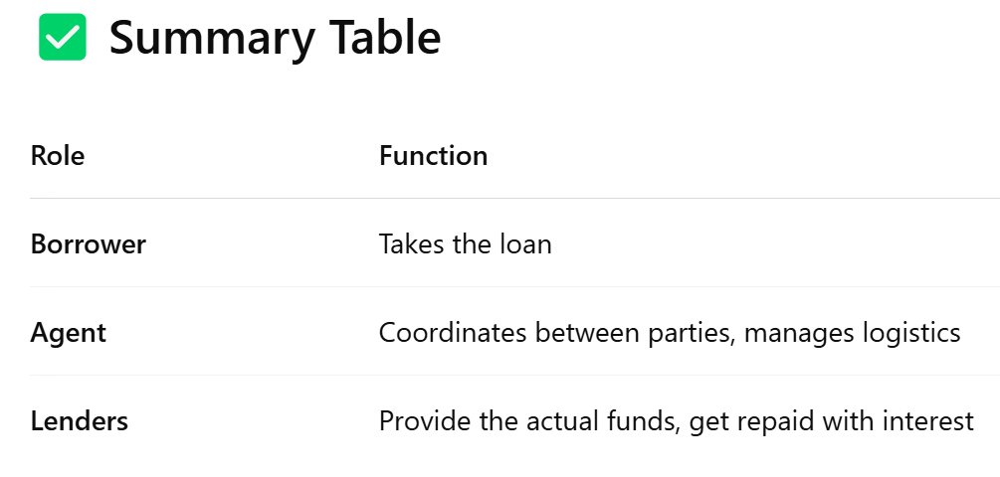 Summary Table
Role Function
Borrower Takes the loan
Agent Coordinates between parties, manages logistics
Lenders Provide the actual funds, get repaid with interest